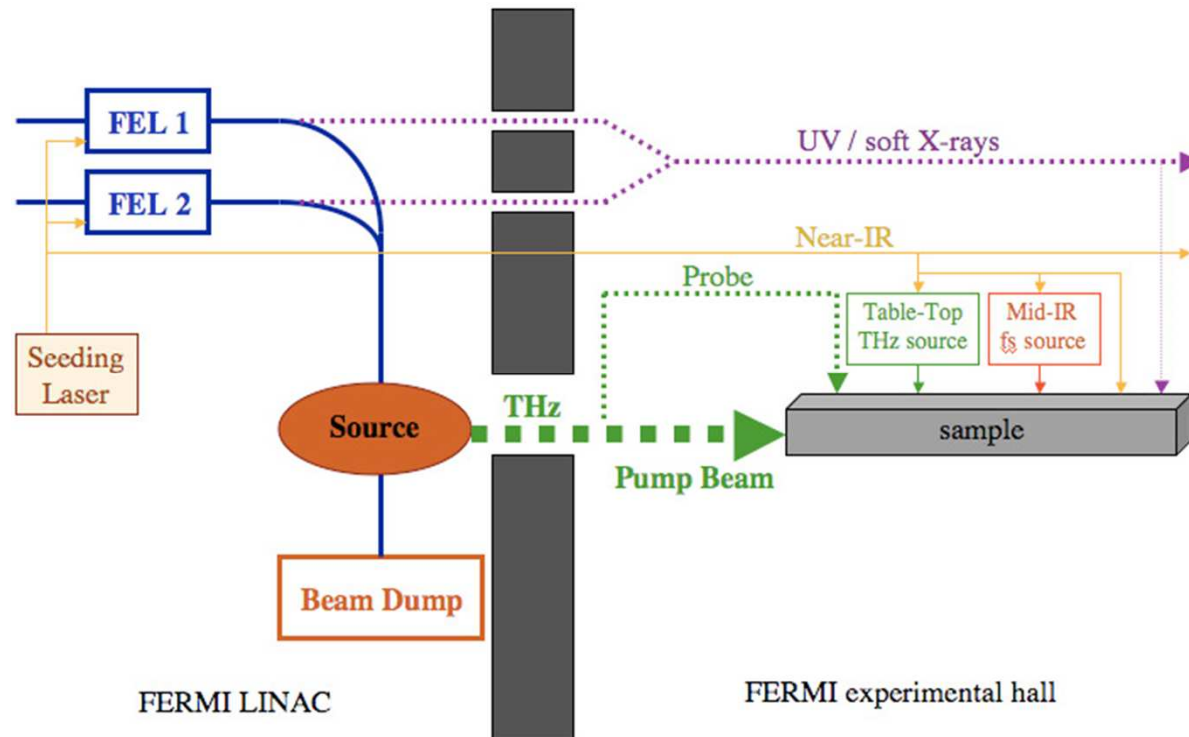 FEL 1
UV / soft X-rays
FEL 2
Near-IR
Probe
Table-Top
THz source
Mid-IR
fs source
Seeding
Laser
THz
Source
sample
Pump Beam
Beam Dump
FERMI LINAC
FERMI experimental hall